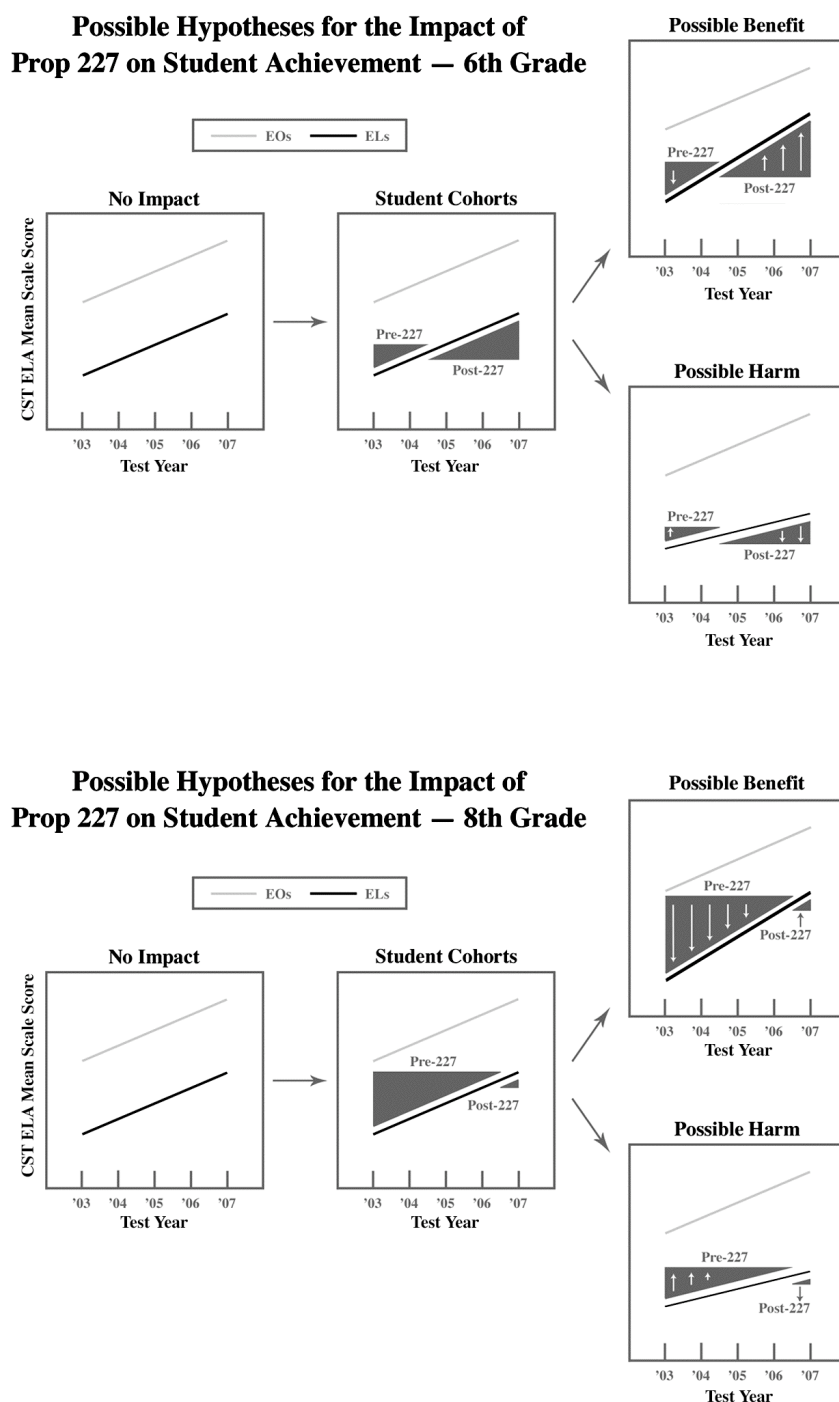 Possible Hypotheses for the Impact of
Prop 227 on Student Achievement — 6th Grade
EOs ELs
No Impact
CST ELA Mean Scale Score
’03 ’04 ’05 ’06 ’07
Test Year
Student Cohorts
Pre-227
Post-227
’03 ’04 ’05 ’06 ’07
Test Year
Possible Benefit
Pre-227
Post-227
’03 ’04 ’05 ’06 ’07
Test Year
Possible Harm
Pre-227
Post-227
’03 ’04 ’05 ’06 ’07
Test Year
Possible Hypotheses for the Impact of
Prop 227 on Student Achievement — 8th Grade
EOs ELs
No Impact
CST ELA Mean Scale Score
’03 ’04 ’05 ’06 ’07
Test Year
Student Cohorts
Pre-227
Post-227
’03 ’04 ’05 ’06 ’07
Test Year
Possible Benefit
Pre-227
Post-227
’03 ’04 ’05 ’06 ’07
Test Year
Possible Harm
Pre-227
Post-227
’03 ’04 ’05 ’06 ’07
Test Year